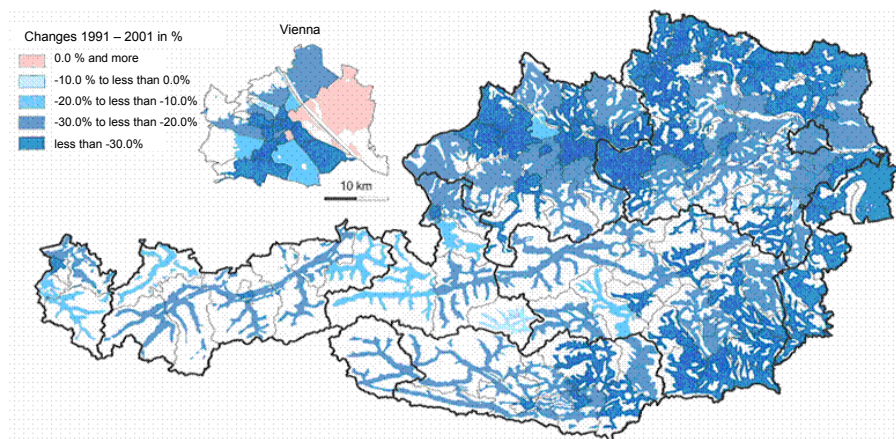 Changes 1991 – 2001 in %
0.0 % and more
-10.0 % to less than 0.0%
-20.0% to less than -10.0%
-30.0% to less than -20.0%
less than -30.0%
Vienna
10 km